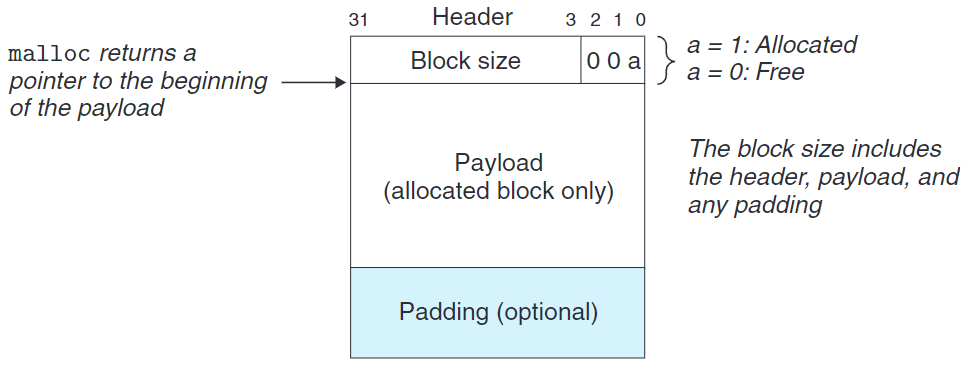 31 Header 3 2 1 0
malloc returns a
pointer to the beginning
of the payload
Block size 0 0 a
a = 1: Allocated
a = 0: Free
Payload
(allocated block only)
The block size includes
the header, payload, and
any padding
Padding (optional)